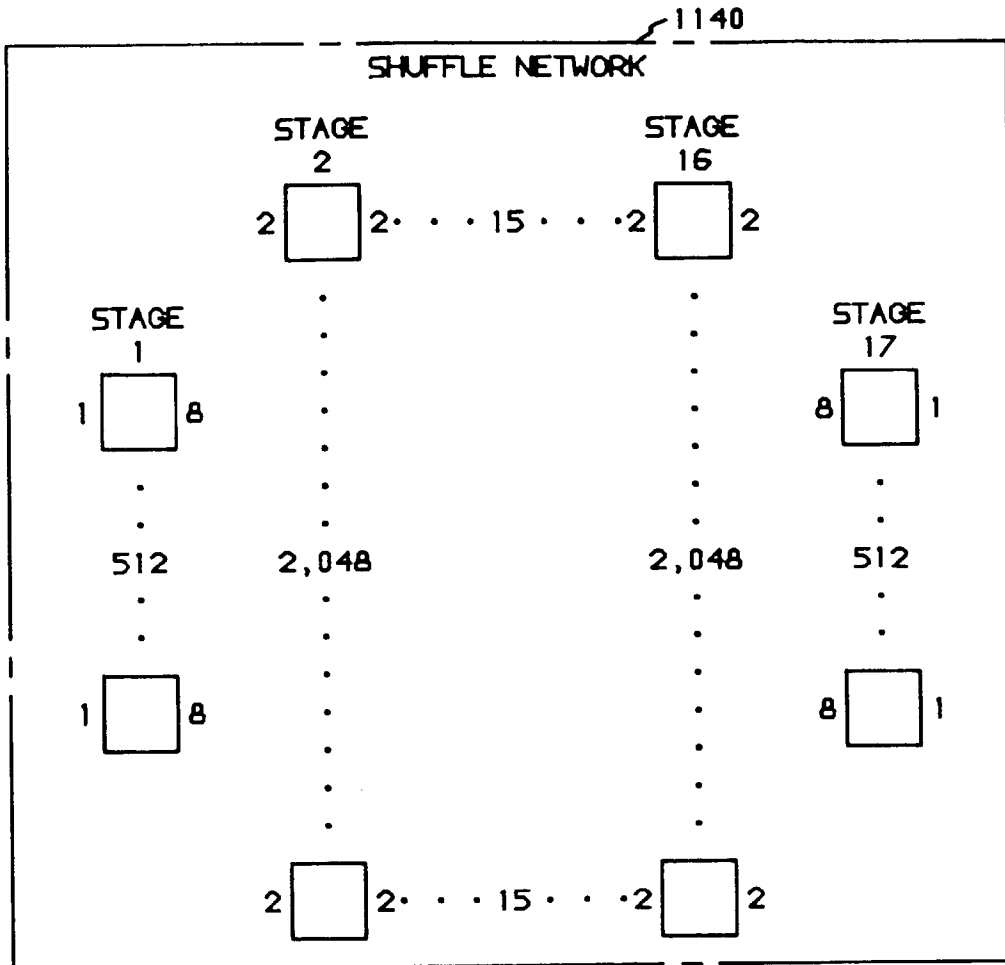 1140
SHUFFLE NETWORK
STAGE
2
STAGE
16
2 2 · · · 15 · · · 2 2
STAGE
1
STAGE
17
1 8
8 1
512 2,048 2,048 512
1 8
8 1
2 2 · · · 15 · · · 2 2